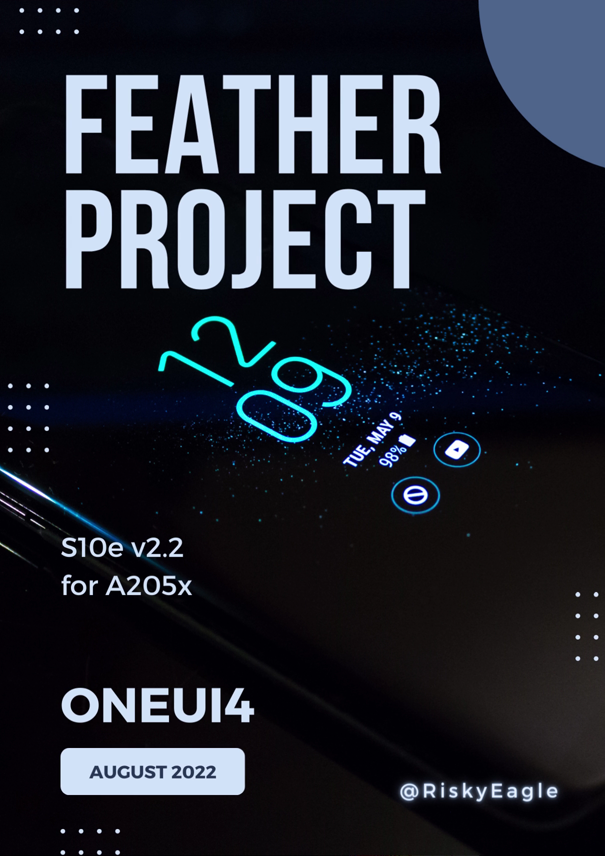 FEATHER
PROJECT
12
09
TUE, MAY 9
98%
S10e v2.2
for A205x
ONEUI4
AUGUST 2022
@RiskyEagle